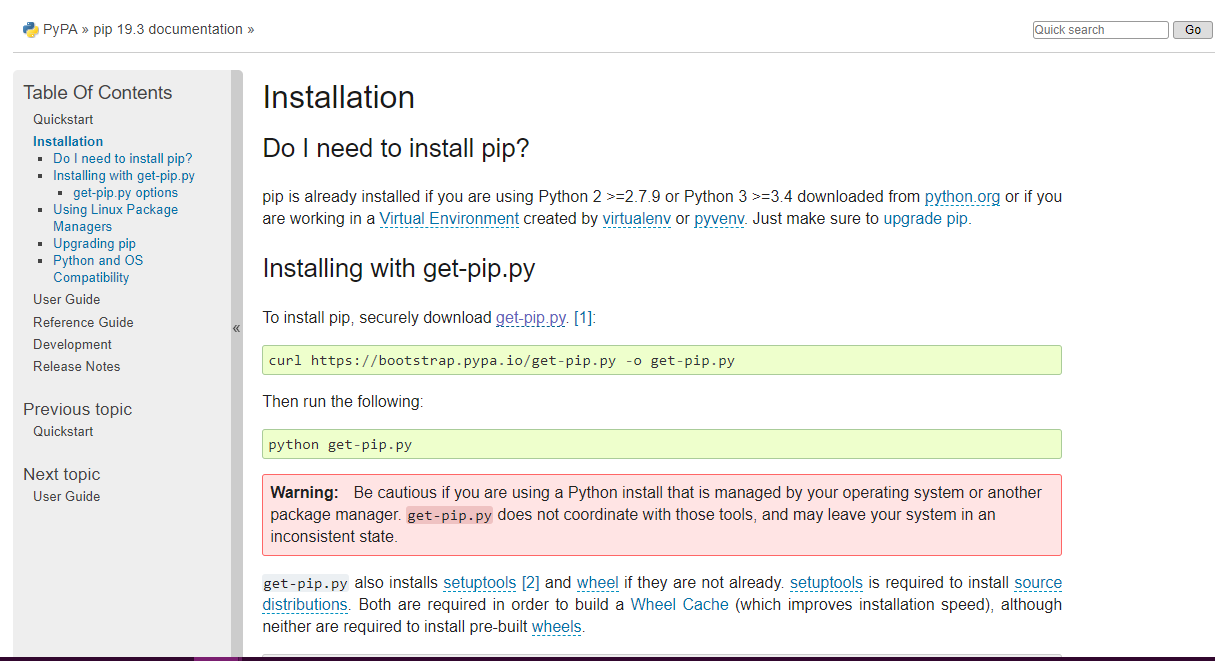 PyPA » pip 19.3 documentation »
Quick search
Go
Table Of Contents
Quickstart
Installation
Do I need to install pip?
Installing with get-pip.py
get-pip.py options
Using Linux Package
Managers
Upgrading pip
Python and OS
Compatibility
User Guide
Reference Guide
Development
Release Notes
Previous topic
Quickstart
Next topic
User Guide
«
Installation
Do I need to install pip?
pip is already installed if you are using Python 2 >=2.7.9 or Python 3 >=3.4 downloaded from python.org or if you
are working in a Virtual Environment created by virtualenv or pyvenv. Just make sure to upgrade pip.
Installing with get-pip.py
To install pip, securely download get-pip.py. [1]:
curl https://bootstrap.pypa.io/get-pip.py -o get-pip.py
Then run the following:
python get-pip.py
Warning: Be cautious if you are using a Python install that is managed by your operating system or another
package manager. get-pip.py does not coordinate with those tools, and may leave your system in an
inconsistent state.
get-pip.py also installs setuptools [2] and wheel if they are not already. setuptools is required to install source
distributions. Both are required in order to build a Wheel Cache (which improves installation speed), although
neither are required to install pre-built wheels.